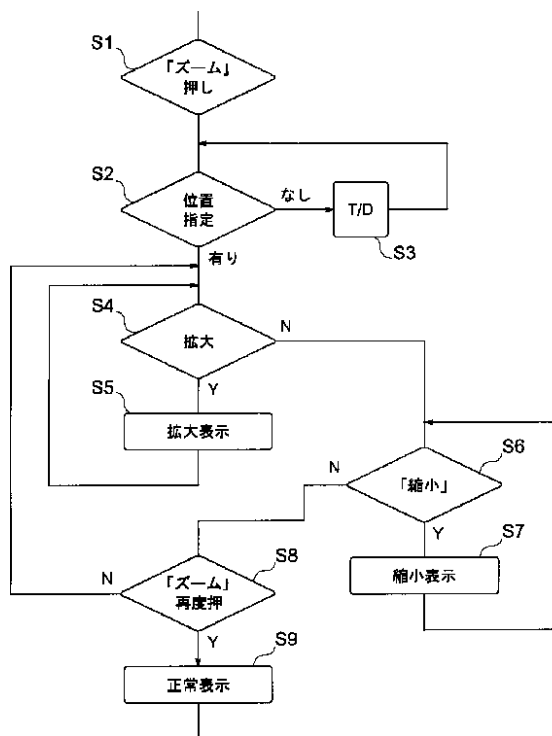 S1
「ズーム」
押し
S2
位置
指定
なし
T/D
S3
有り
S4
拡大
N
Y
S5
拡大表示
S6
「縮小」
N
Y
S7
縮小表示
S8
「ズーム」
再度押
N
Y
S9
正常表示